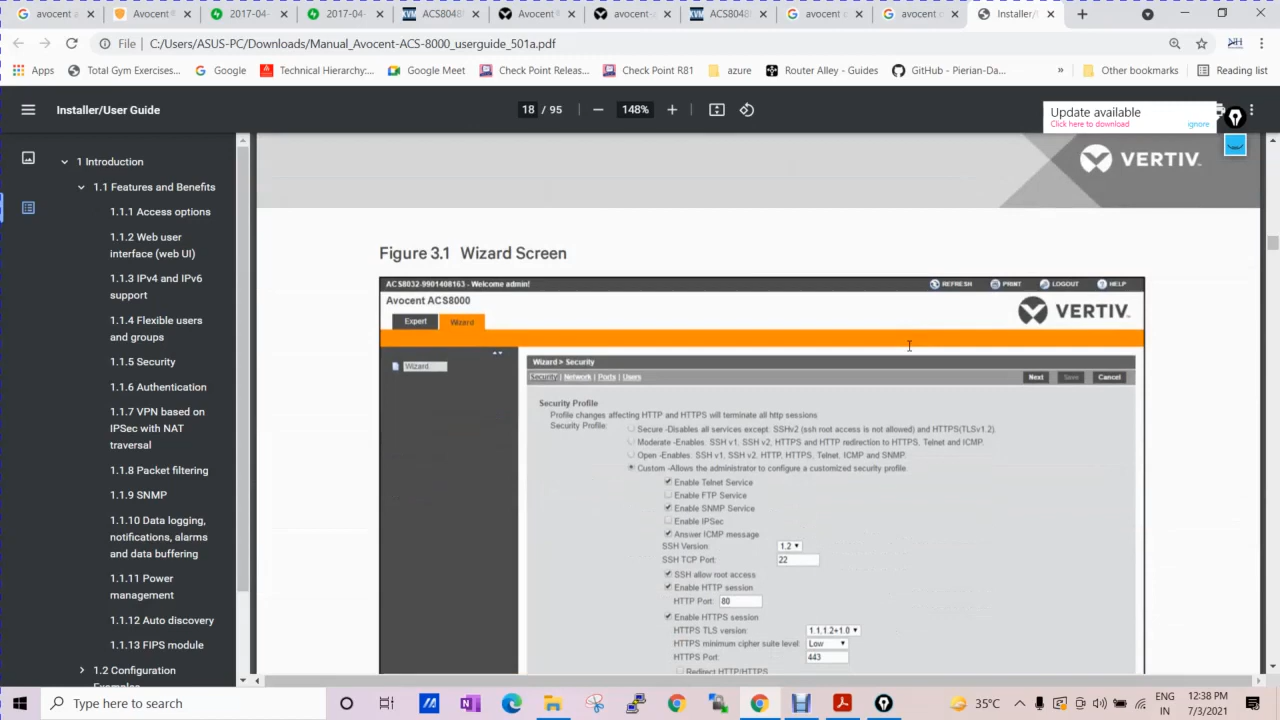 avocent c
Avocent®
2017-04-
2017-04-
ACS8048
Avocent®
avocent-a
ACS8048
avocent c
avocent c
Installer/
File C:/Users/ASUS-PC/Downloads/Manual_Avocent-ACS-8000_userguide_501a.pdf
Apps Total Gym Exercises... Google Technical Hierarchy:... Google Meet Check Point Releas... Check Point R81 azure Router Alley - Guides GitHub - Pierian-Da... » Other bookmarks Reading list
Installer/User Guide 18 / 95 148%
Update available
Click here to download ignore
1 Introduction
1.1 Features and Benefits
1.1.1 Access options
1.1.2 Web user
interface (web UI)
1.1.3 IPv4 and IPv6
support
1.1.4 Flexible users
and groups
1.1.5 Security
1.1.6 Authentication
1.1.7 VPN based on
IPSec with NAT
traversal
1.1.8 Packet filtering
1.1.9 SNMP
1.1.10 Data logging,
notifications, alarms
and data buffering
1.1.11 Power
management
1.1.12 Auto discovery
1.1.13 FIPS module
1.2 Configuration
Examples
VERTIV.
Figure 3.1 Wizard Screen
ACS8032-9901408163 - Welcome admin! REFRESH PRINT LOGOUT HELP
Avocent ACS8000
VERTIV.
Expert Wizard
Wizard
Wizard > Security
Security | Network | Ports | Users Next Save Cancel
Security Profile
Profile changes affecting HTTP and HTTPS will terminate all http sessions
Security Profile: Secure -Disables all services except: SSHv2 (ssh root access is not allowed) and HTTPS(TLSv1.2).
Moderate -Enables: SSH v1, SSH v2, HTTPS and HTTP redirection to HTTPS, Telnet and ICMP.
Open -Enables: SSH v1, SSH v2, HTTP, HTTPS, Telnet, ICMP and SNMP.
Custom -Allows the administrator to configure a customized security profile.
Enable Telnet Service
Enable FTP Service
Enable SNMP Service
Enable IPSec
Answer ICMP message
SSH Version: 1.2
SSH TCP Port: 22
SSH allow root access
Enable HTTP session
HTTP Port: 80
Enable HTTPS session
HTTPS TLS version: 1.1,1.2+1.0
HTTPS minimum cipher suite level: Low
HTTPS Port: 443
Redirect HTTP/HTTPS
Type here to search
35°C
ENG
IN
12:38 PM
7/3/2021